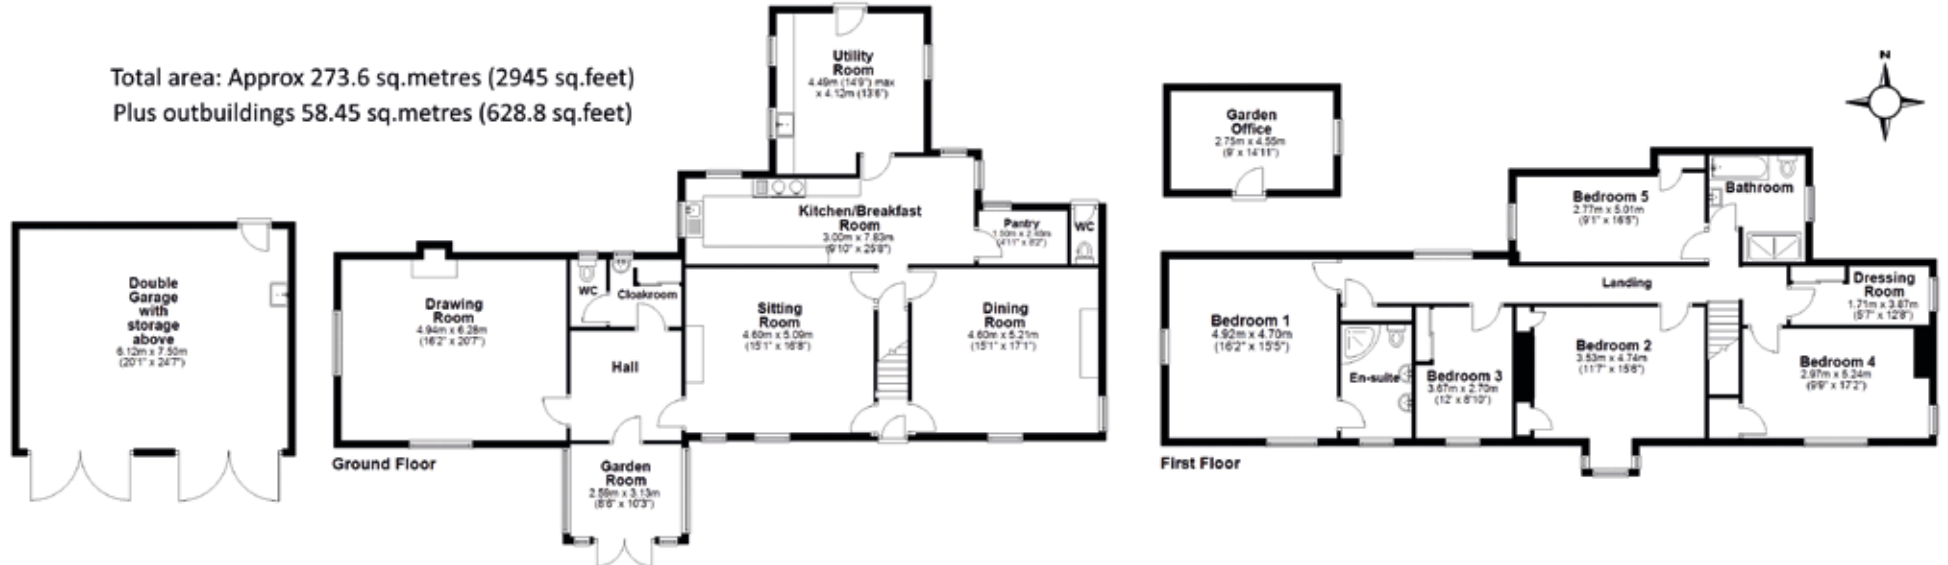 Total area: Approx 273.6 sq.metres (2945 sq.feet)
Plus outbuildings 58.45 sq.metres (628.8 sq.feet)
Double
Garage
with
storage
above
6.12m x 7.50m
(20'1" x 24'7")
Utility
Room
4.49m (14'9") max
x 4.12m (13'6")
Kitchen/Breakfast
Room
3.00m x 7.83m
(9'10" x 25'8")
Pantry
(4'11" x 8'2")
WC
Drawing
Room
4.94m x 6.28m
(16'2" x 20'7")
WC
Cloakroom
Hall
Sitting
Room
4.60m x 5.09m
(15'1" x 16'8")
Dining
Room
4.60m x 5.21m
(15'1" x 17'1")
Garden
Room
2.59m x 3.13m
(8'6" x 10'3")
Ground Floor
Garden
Office
2.75m x 4.55m
(9' x 14'11")
N
Bedroom 5
2.77m x 5.01m
(9'1" x 16'5")
Bathroom
Landing
Dressing
Room
1.71m x 3.87m
(5'7" x 12'8")
Bedroom 1
4.92m x 4.70m
(16'2" x 15'5")
En-suite
Bedroom 3
3.67m x 2.70m
(12' x 8'10")
Bedroom 2
3.53m x 4.74m
(11'7" x 15'6")
Bedroom 4
2.97m x 5.24m
(9'9" x 17'2")
First Floor